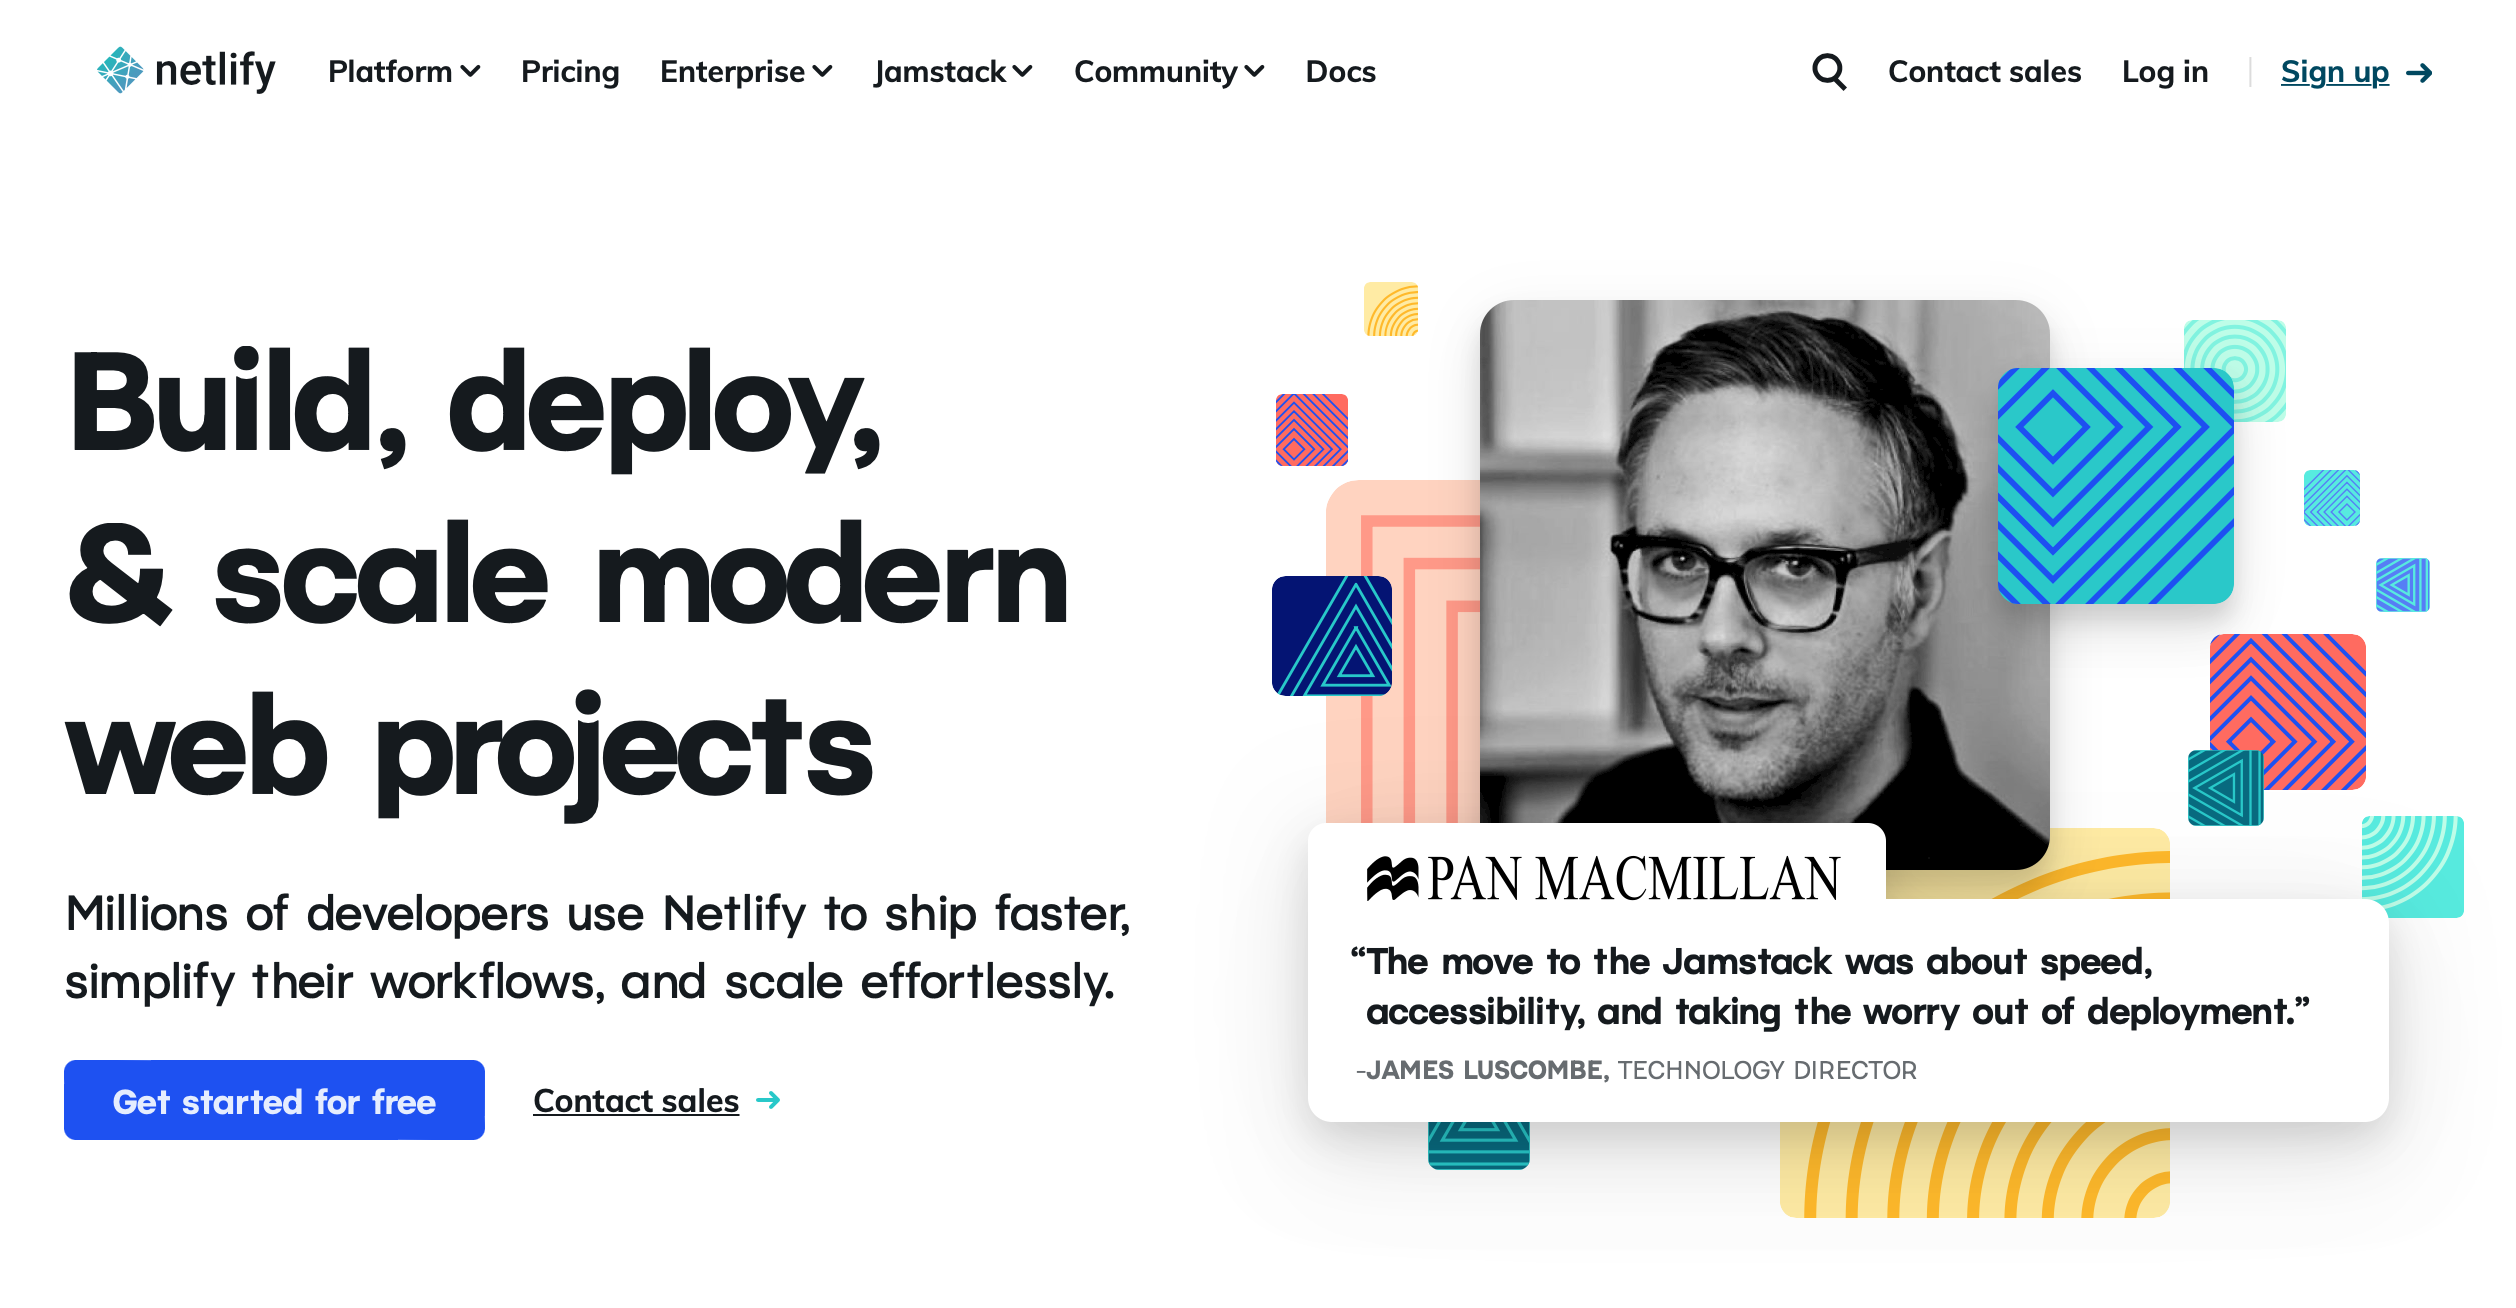 netlify
Platform
Pricing
Enterprise
Jamstack
Community
Docs
Contact sales
Log in
Sign up
Build, deploy,
& scale modern
web projects
Millions of developers use Netlify to ship faster,
simplify their workflows, and scale effortlessly.
Get started for free
Contact sales
PAN MACMILLAN
“The move to the Jamstack was about speed,
accessibility, and taking the worry out of deployment.”
-JAMES LUSCOMBE, TECHNOLOGY DIRECTOR